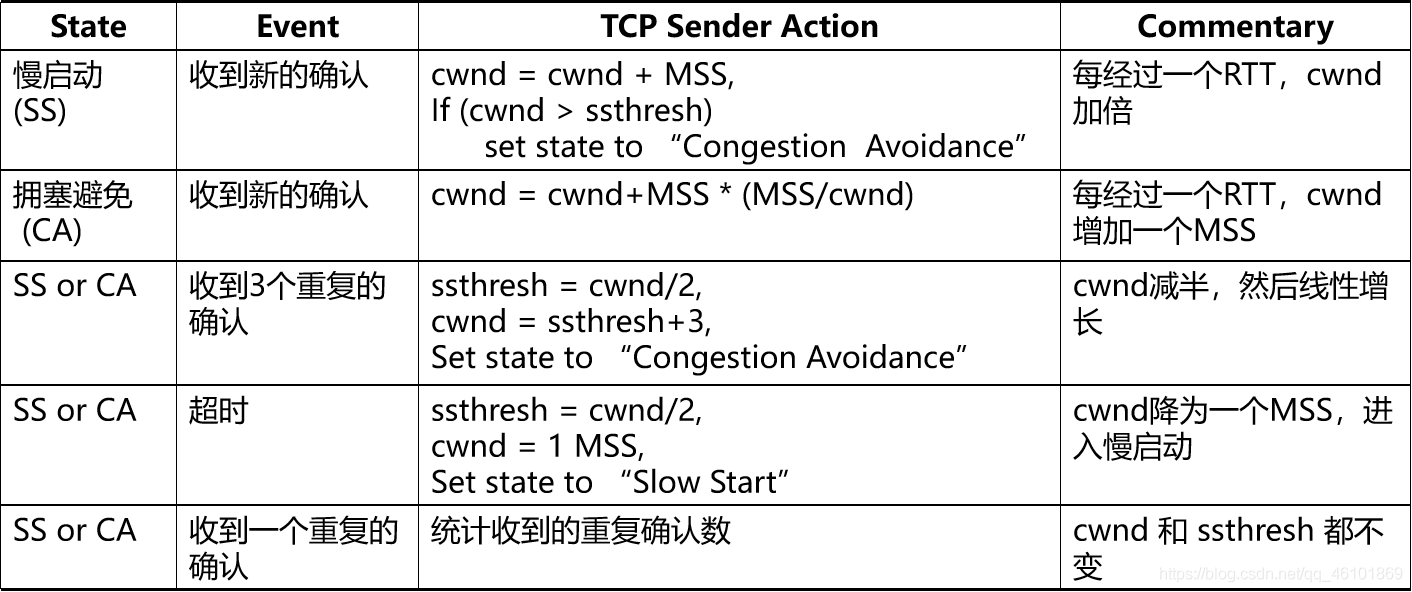 State Event TCP Sender Action Commentary
慢启动
(SS)
收到新的确认
cwnd = cwnd + MSS,
If (cwnd > ssthresh)
set state to “Congestion Avoidance”
每经过一个RTT，cwnd
加倍
拥塞避免
(CA)
收到新的确认
cwnd = cwnd+MSS * (MSS/cwnd)
每经过一个RTT，cwnd
增加一个MSS
SS or CA
收到3个重复的
确认
ssthresh = cwnd/2,
cwnd = ssthresh+3,
Set state to “Congestion Avoidance”
cwnd减半，然后线性增
长
SS or CA
超时
ssthresh = cwnd/2,
cwnd = 1 MSS,
Set state to “Slow Start”
cwnd降为一个MSS，进
入慢启动
SS or CA
收到一个重复的
确认
统计收到的重复确认数
cwnd 和 ssthresh 都不
变
https://blog.csdn.net/qq_46101869